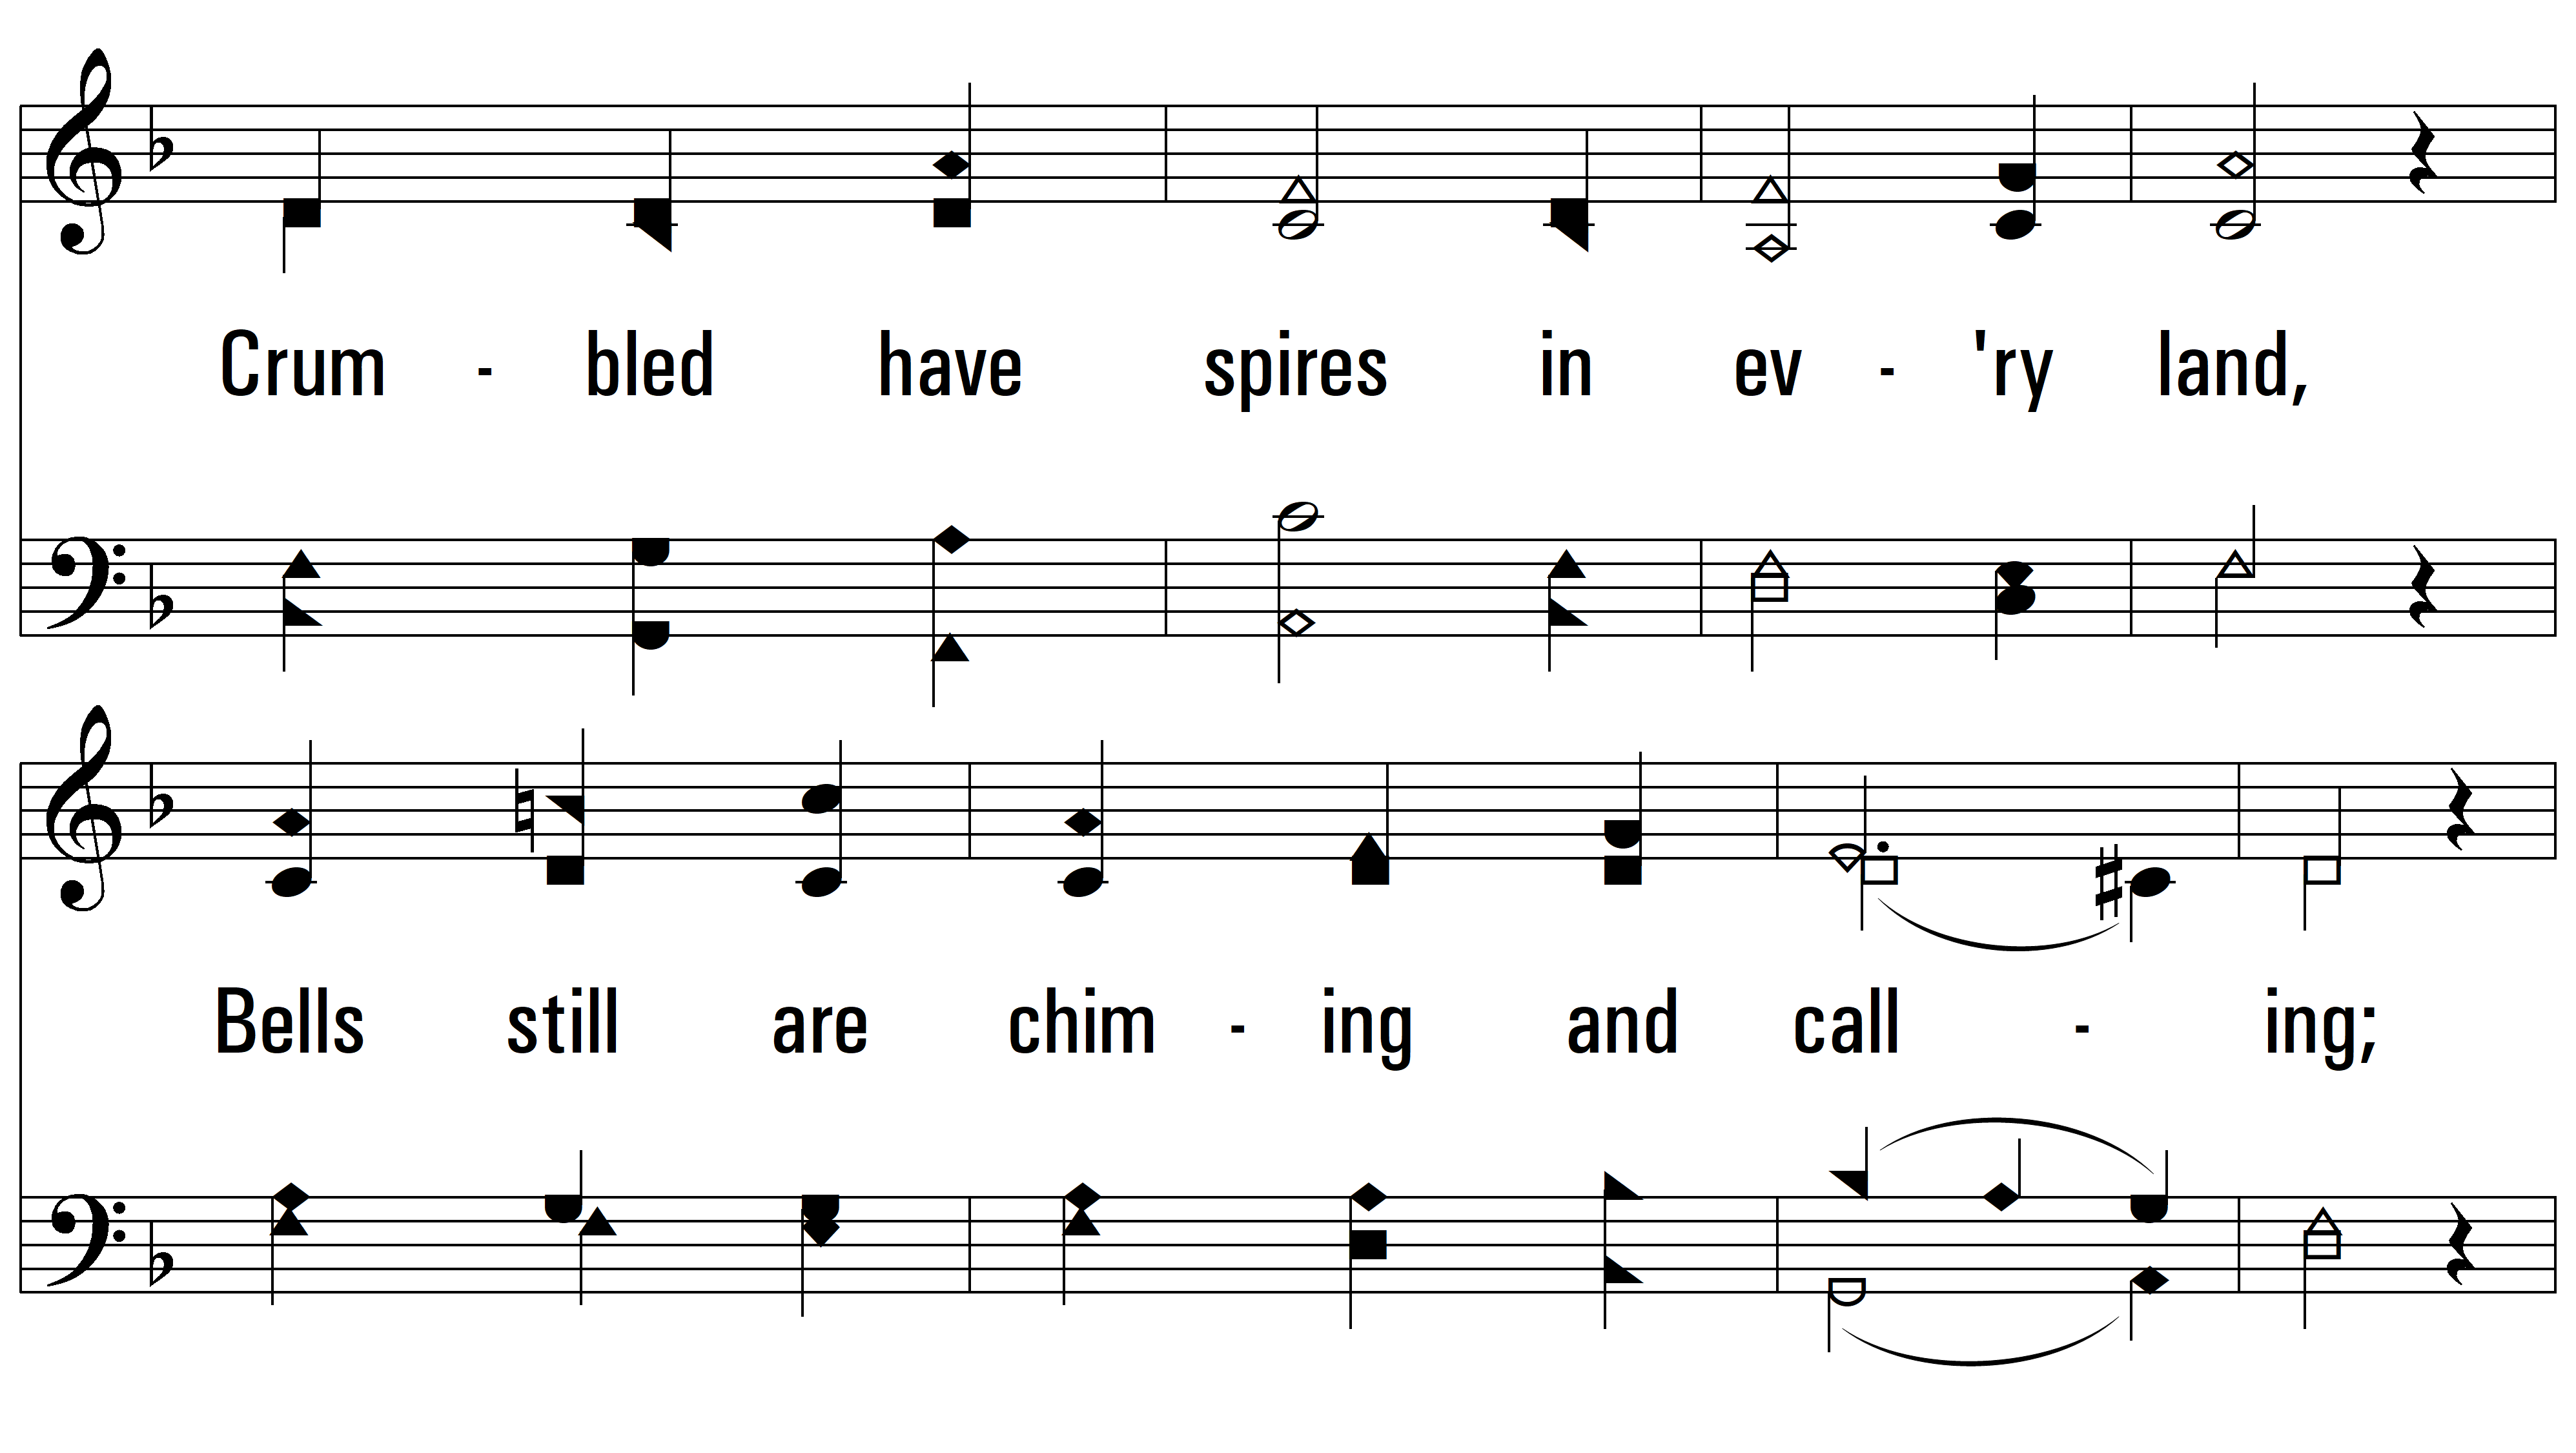 Crum - bled have spires in ev - 'ry land,
Bells still are chim - ing and call - ing;